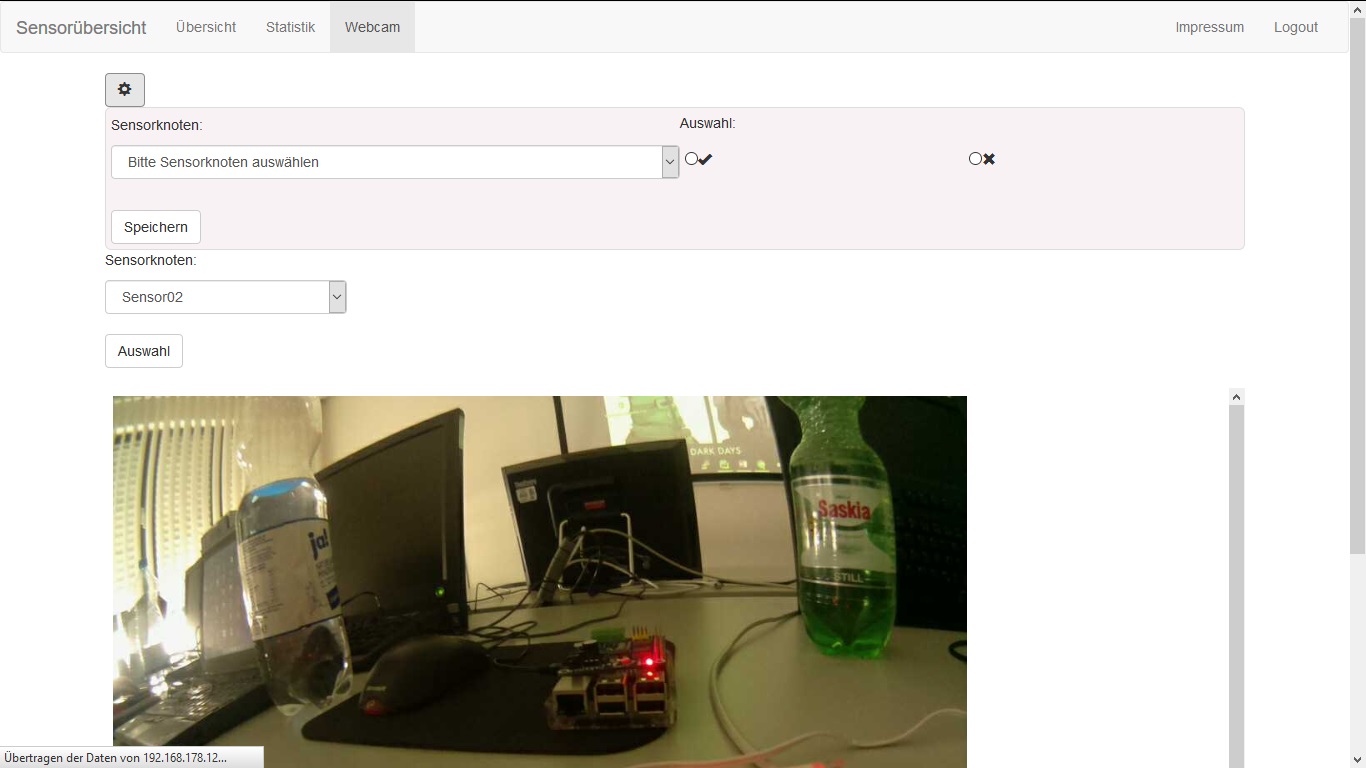 Sensorübersicht Übersicht Statistik Webcam Impressum Logout
Sensorknoten: Auswahl:
Bitte Sensorknoten auswählen
Speichern
Sensorknoten:
Sensor02
Auswahl
DARK DAYS
Saskia
ja!
STILL
Übertragen der Daten von 192.168.178.12...